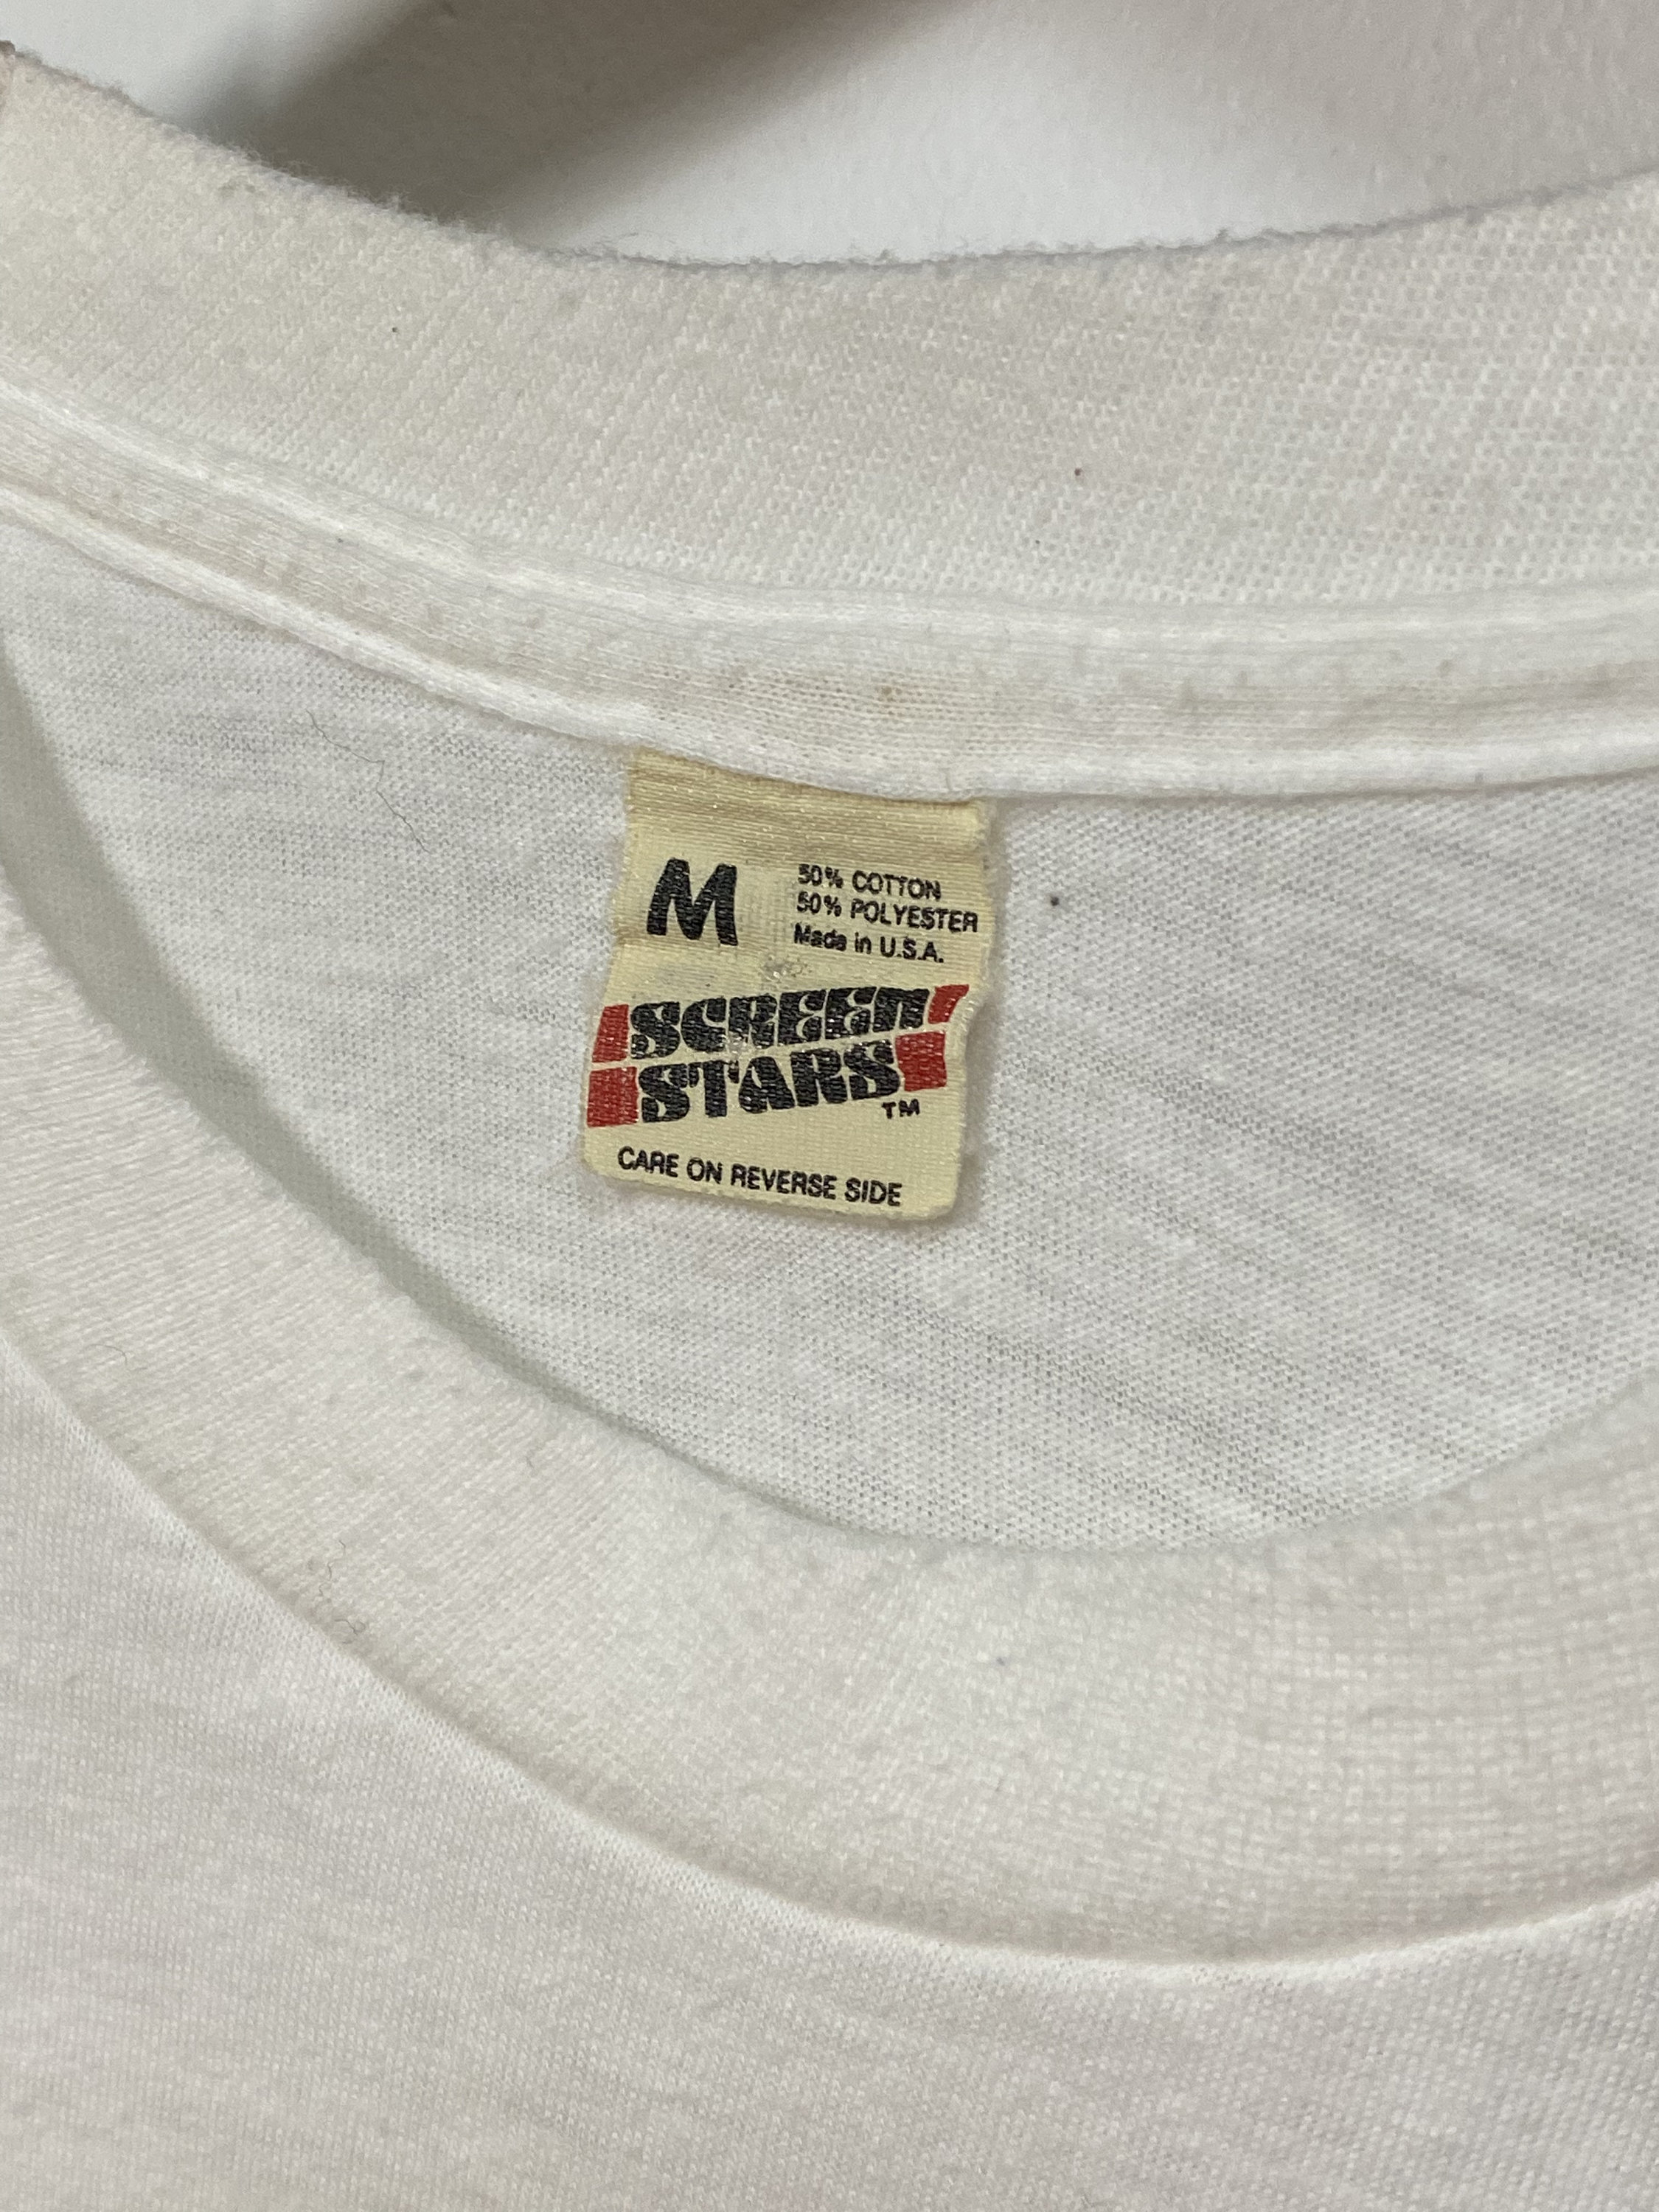 M
50% COTTON
50% POLYESTER
Made in U.S.A.
SCREEN
STARS
TM
CARE ON REVERSE SIDE